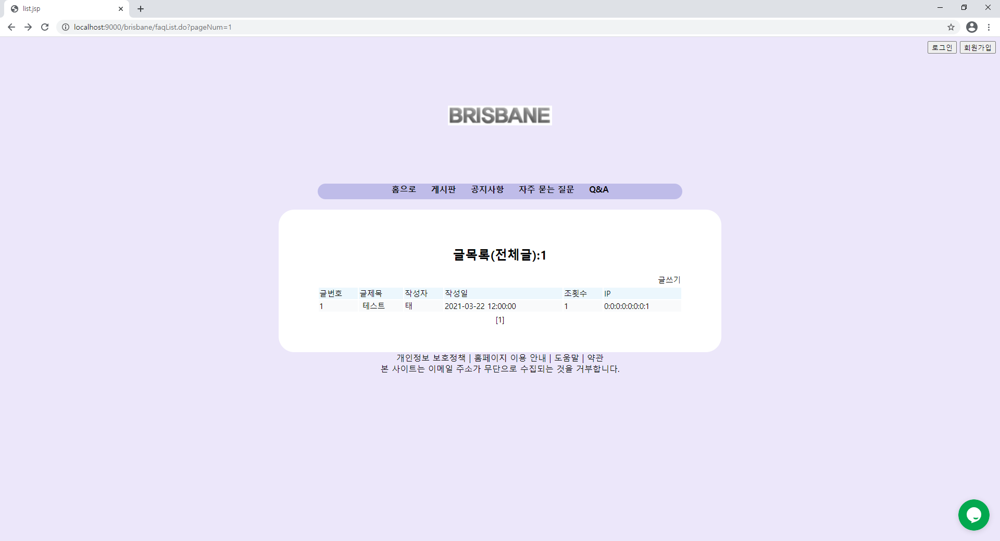 list.jsp
localhost:9000/brisbane/faqList.do?pageNum=1
로그인 회원가입
BRISBANE
홈으로 게시판 공지사항 자주 묻는 질문 Q&A
글목록(전체글):1
글쓰기
글번호 글제목 작성자 작성일 조횟수 IP
1 테스트 태 2021-03-22 12:00:00 1 0:0:0:0:0:0:0:1
[1]
개인정보 보호정책 | 홈페이지 이용 안내 | 도움말 | 약관
본 사이트는 이메일 주소가 무단으로 수집되는 것을 거부합니다.